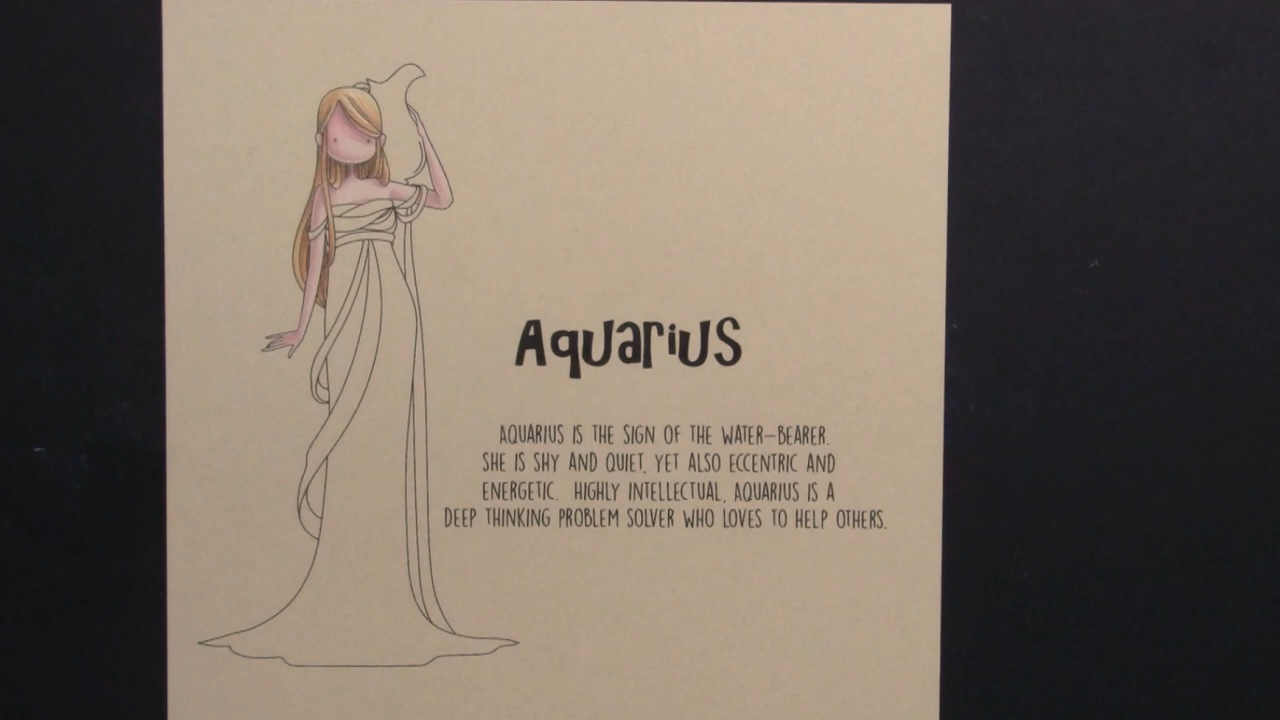 Aquarius
AQUARIUS IS THE SIGN OF THE WATER-BEARER.
SHE IS SHY AND QUIET, YET ALSO ECCENTRIC AND
ENERGETIC. HIGHLY INTELLECTUAL, AQUARIUS IS A
DEEP THINKING PROBLEM SOLVER WHO LOVES TO HELP OTHERS.